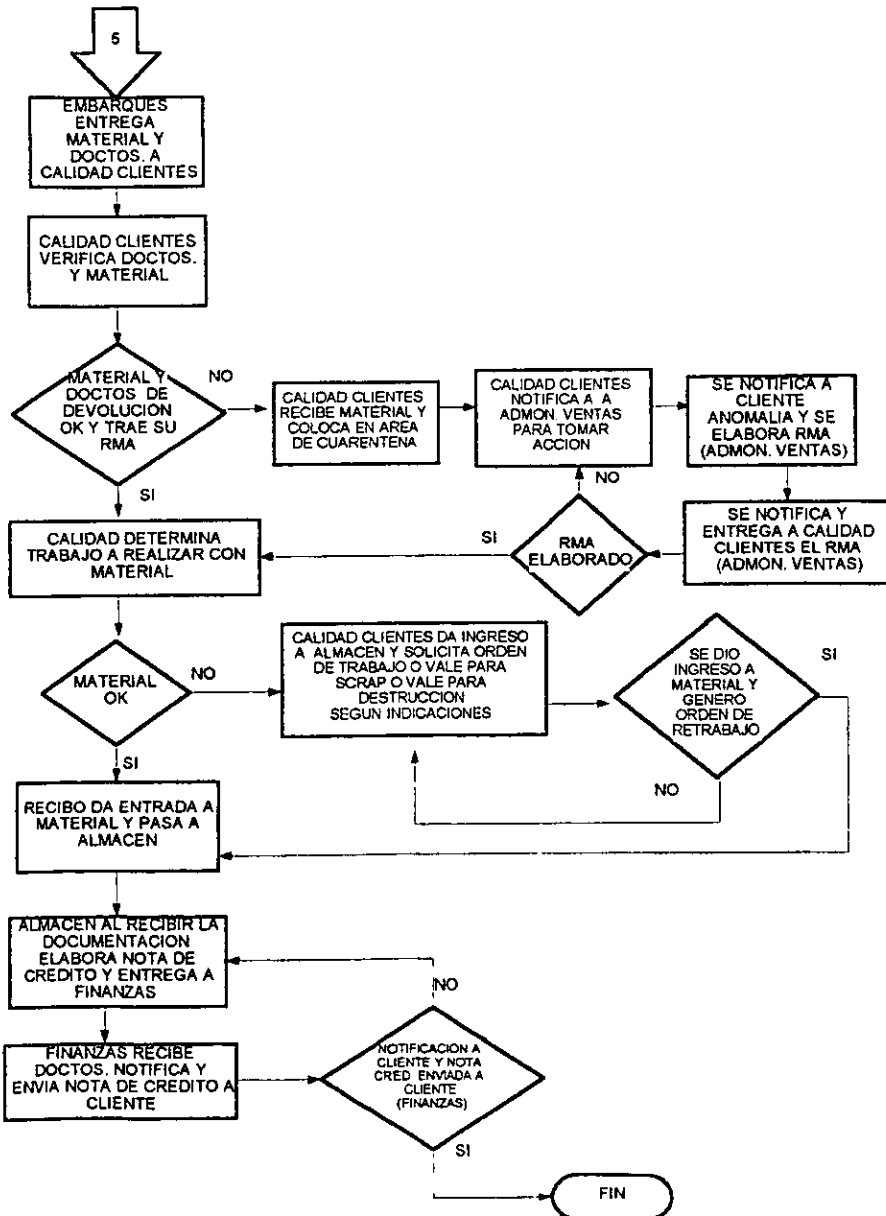 5
EMBARQUES
ENTREGA
MATERIAL Y
DOCTOS. A
CALIDAD CLIENTES
CALIDAD CLIENTES
VERIFICA DOCTOS.
Y MATERIAL
MATERIAL Y
DOCTOS DE
DEVOLUCION
OK Y TRAE SU
RMA
NO
CALIDAD CLIENTES
RECIBE MATERIAL Y
COLOCA EN AREA
DE CUARENTENA
CALIDAD CLIENTES
NOTIFICA A A
ADMON. VENTAS
PARA TOMAR
ACCION
SE NOTIFICA A
CLIENTE
ANOMALIA Y SE
ELABORA RMA
(ADMON. VENTAS)
SI
NO
CALIDAD DETERMINA
TRABAJO A REALIZAR CON
MATERIAL
SI
RMA
ELABORADO
SE NOTIFICA Y
ENTREGA A CALIDAD
CLIENTES EL RMA
(ADMON. VENTAS)
MATERIAL
OK
NO
CALIDAD CLIENTES DA INGRESO
A ALMACEN Y SOLICITA ORDEN
DE TRABAJO O VALE PARA
SCRAP O VALE PARA
DESTRUCCION
SEGUN INDICACIONES
SE DIO
INGRESO A
MATERIAL Y
GENERO
ORDEN DE
RETRABAJO
SI
SI
NO
RECIBO DA ENTRADA A
MATERIAL Y PASA A
ALMACEN
ALMACEN AL RECIBIR LA
DOCUMENTACION
ELABORA NOTA DE
CREDITO Y ENTREGA A
FINANZAS
NO
FINANZAS RECIBE
DOCTOS. NOTIFICA Y
ENVIA NOTA DE CREDITO A
CLIENTE
NOTIFICACION A
CLIENTE Y NOTA
CRED ENVIADA A
CLIENTE
(FINANZAS)
SI
FIN